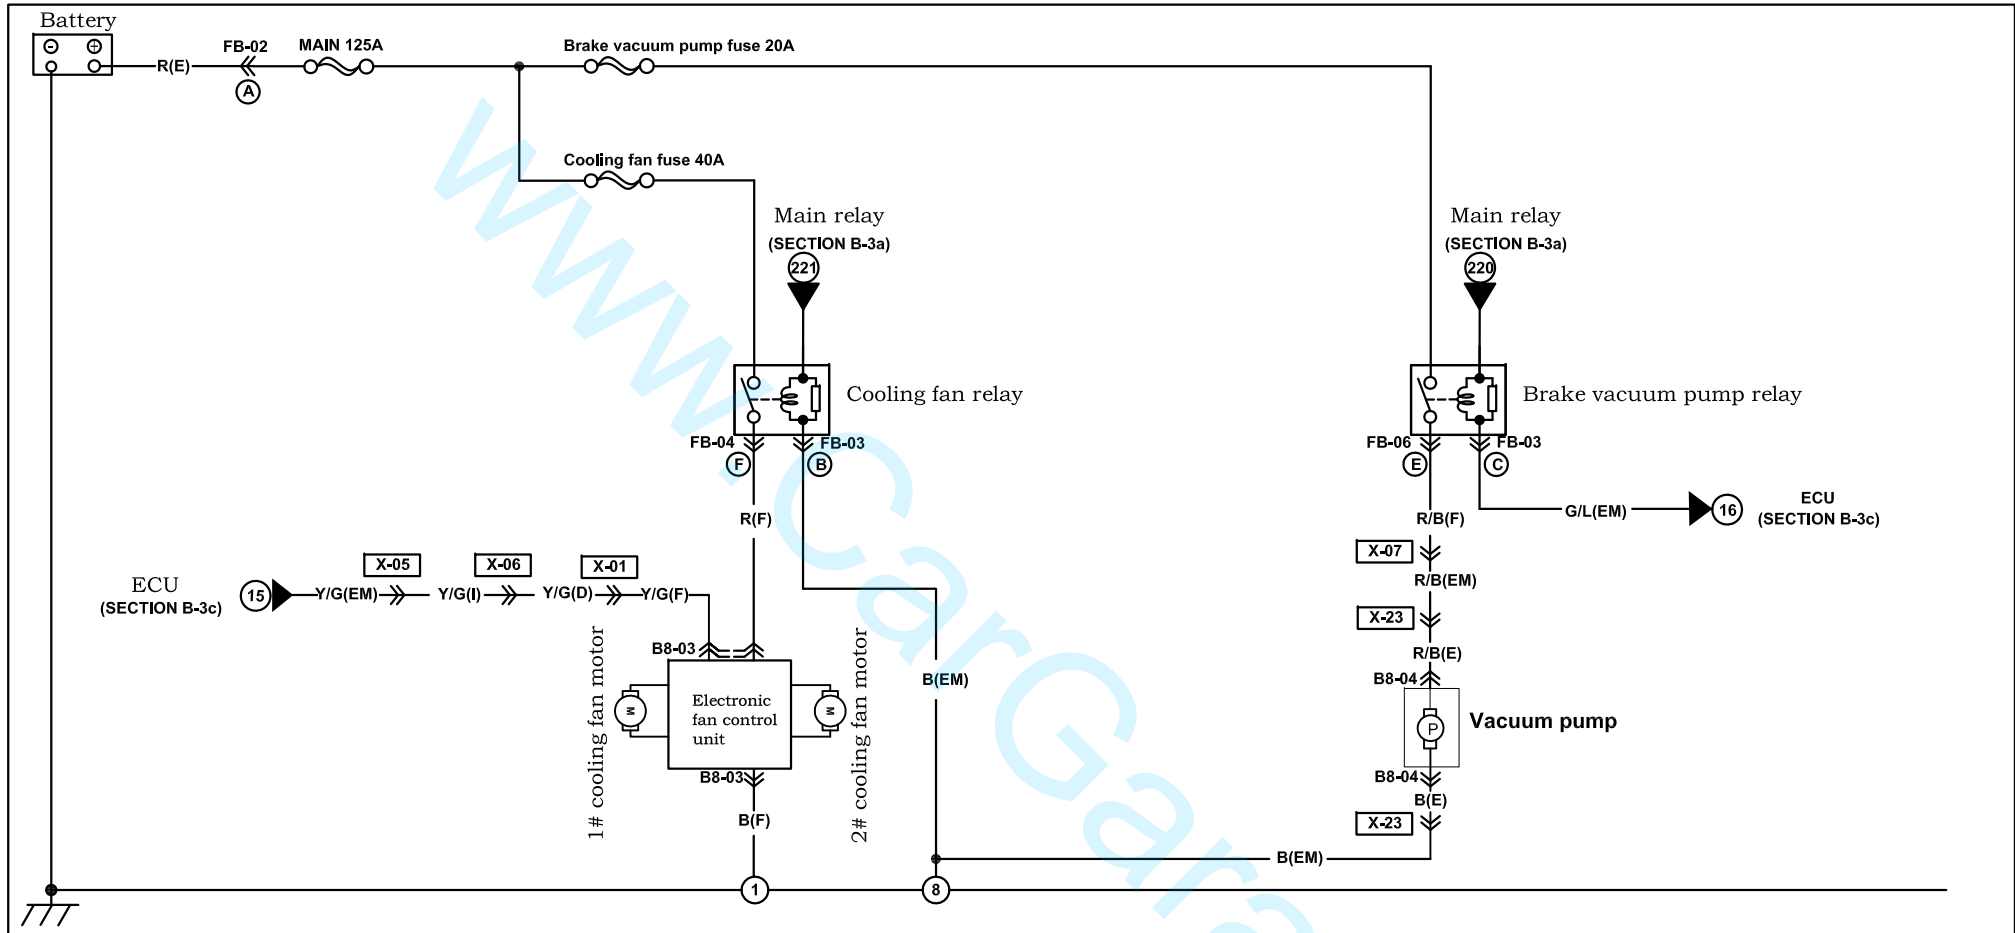 Battery
- +
R(E)
FB-02
A
MAIN 125A
Brake vacuum pump fuse 20A
Cooling fan fuse 40A
Main relay
(SECTION B-3a)
221
Main relay
(SECTION B-3a)
220
Cooling fan relay
Brake vacuum pump relay
FB-04
F
FB-03
B
FB-06
E
FB-03
C
R(F)
R/B(F)
G/L(EM)
16
ECU
(SECTION B-3c)
X-07
R/B(EM)
ECU
(SECTION B-3c)
15
Y/G(EM)
X-05
Y/G(I)
X-06
Y/G(D)
X-01
Y/G(F)
X-23
R/B(E)
B8-03
B8-04
1# cooling fan motor
M
Electronic
fan control
unit
M
2# cooling fan motor
B(EM)
P
Vacuum pump
B8-03
B8-04
B(E)
B(F)
X-23
B(EM)
1
8
www.CarGara